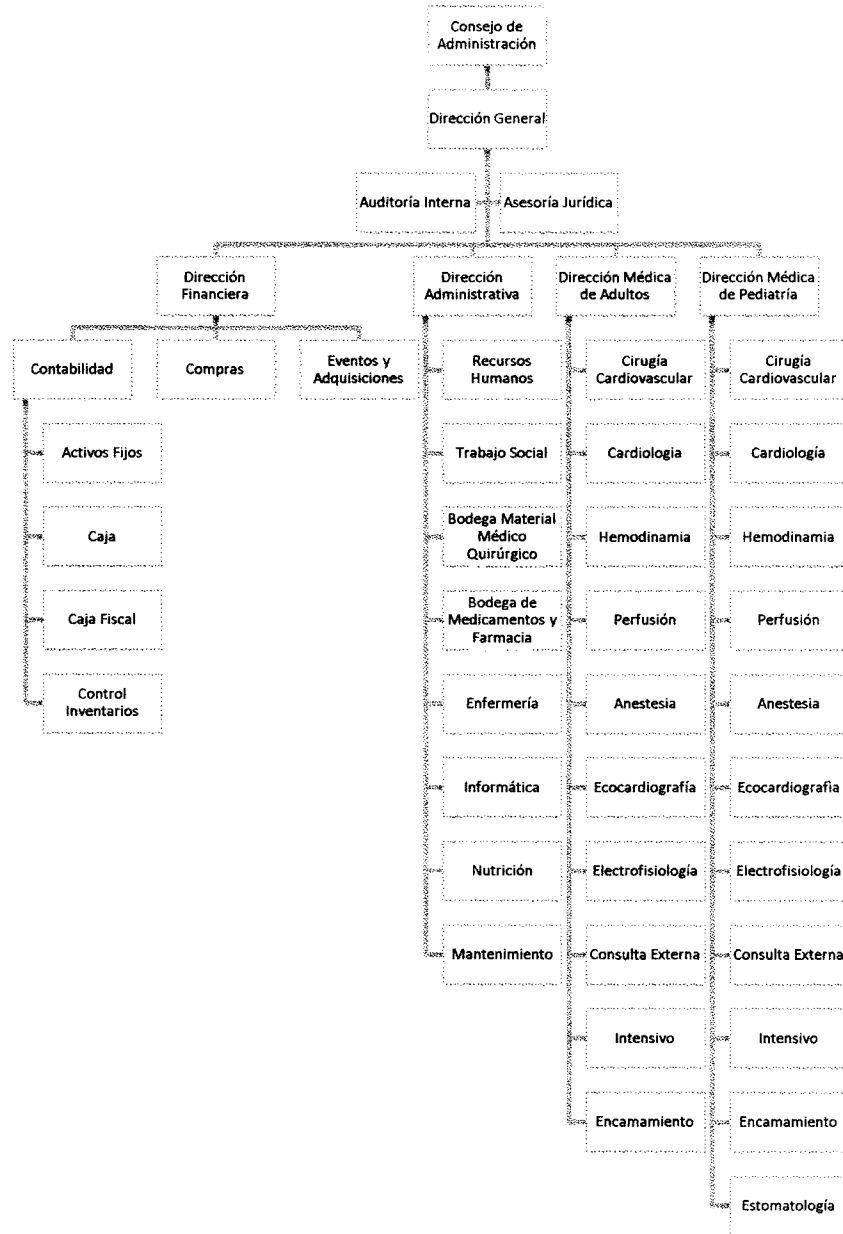 Consejo de
Administración
Dirección General
Auditoría Interna
Asesoría Jurídica
Dirección
Financiera
Dirección
Administrativa
Dirección Médica
de Adultos
Dirección Médica
de Pediatría
Contabilidad
Compras
Eventos y
Adquisiciones
Activos Fijos
Caja
Caja Fiscal
Control
Inventarios
Recursos
Humanos
Trabajo Social
Bodega Material
Médico
Quirúrgico
Bodega de
Medicamentos y
Farmacia
Enfermería
Informática
Nutrición
Mantenimiento
Cirugía
Cardiovascular
Cardiologia
Hemodinamia
Perfusión
Anestesia
Ecocardiografía
Electrofisiología
Consulta Externa
Intensivo
Encamamiento
Cirugía
Cardiovascular
Cardiología
Hemodinamia
Perfusión
Anestesia
Ecocardiografía
Electrofisiología
Consulta Externa
Intensivo
Encamamiento
Estomatología